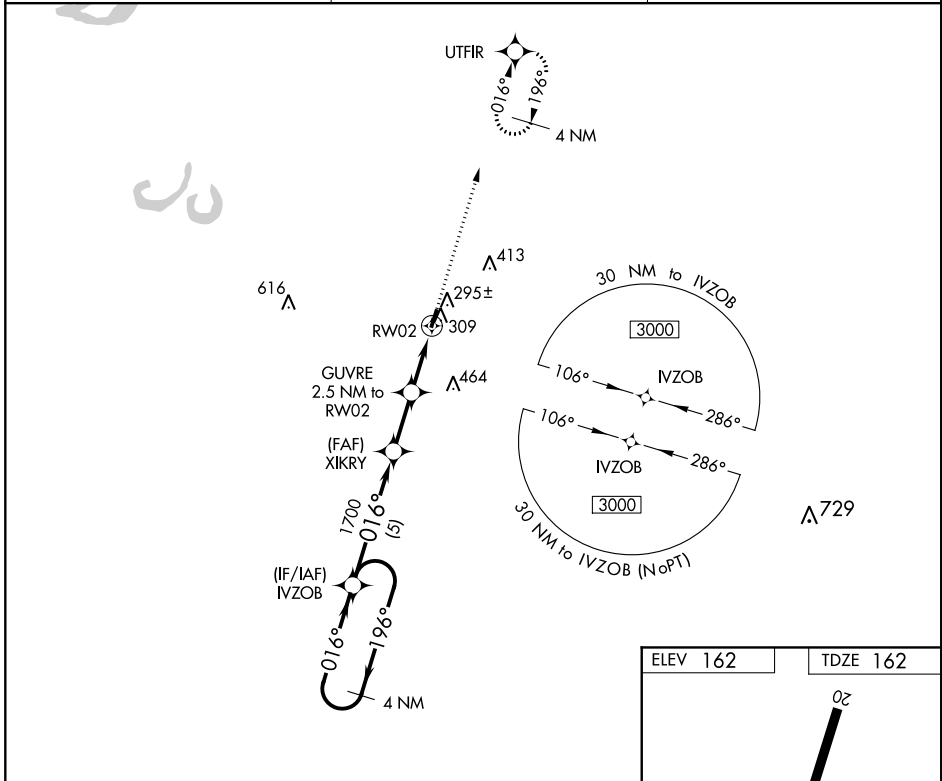 UTFIR
016°
196°
4 NM
413
616
295±
RW02
309
GUVRE
2.5 NM to
RW02
464
(FAF)
XIKRY
1700
016°
(5)
(IF/IAF)
IVZOB
016°
196°
4 NM
30 NM to IVZOB
3000
106°
IVZOB
286°
106°
IVZOB
286°
3000
30 NM to IVZOB (NoPT)
729
ELEV 162
TDZE 162
20